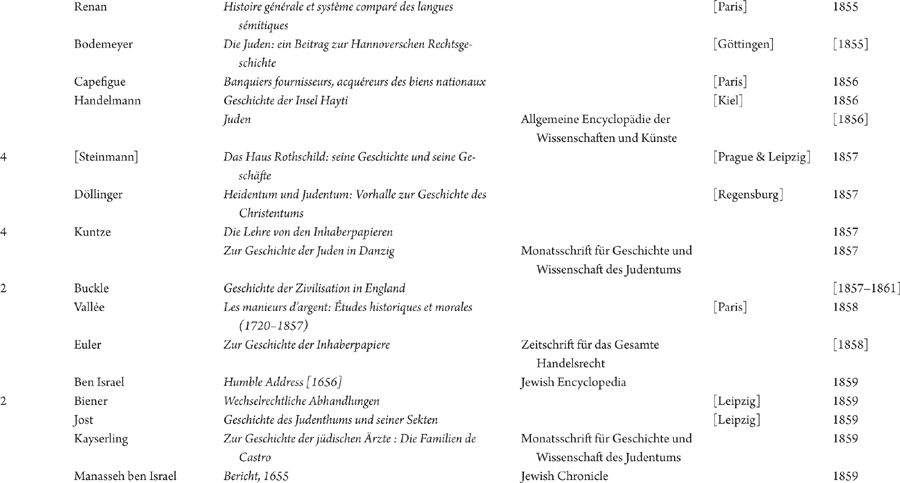 Renan Histoire générale et système comparé des langues [Paris] 1855
sémitiques
Bodemeyer Die Juden: ein Beitrag zur Hannoverschen Rechtsge- [Göttingen] [1855]
schichte
Capefigue Banquiers fournisseurs, acquéreurs des biens nationaux [Paris] 1856
Handelmann Geschichte der Insel Hayti [Kiel] 1856
Juden Allgemeine Encyclopädie der [1856]
Wissenschaften und Künste
4 [Steinmann] Das Haus Rothschild: seine Geschichte und seine Ge- [Prague & Leipzig] 1857
schäfte
Döllinger Heidentum und Judentum: Vorhalle zur Geschichte des [Regensburg] 1857
Christentums
4 Kuntze Die Lehre von den Inhaberpapieren 1857
Zur Geschichte der Juden in Danzig Monatsschrift für Geschichte und 1857
Wissenschaft des Judentums
2 Buckle Geschichte der Zivilisation in England [1857–1861]
Vallée Les manieurs d'argent: Études historiques et morales [Paris] 1858
(1720–1857)
Euler Zur Geschichte der Inhaberpapiere Zeitschrift für das Gesamte [1858]
Handelsrecht
Ben Israel Humble Address [1656] Jewish Encyclopedia 1859
2 Biener Wechselrechtliche Abhandlungen [Leipzig] 1859
Jost Geschichte des Judenthums und seiner Sekten [Leipzig] 1859
Kayserling Zur Geschichte der jüdischen Ärzte : Die Familien de Monatsschrift für Geschichte und 1859
Castro Wissenschaft des Judentums
Manasseh ben Israel Bericht, 1655 Jewish Chronicle 1859